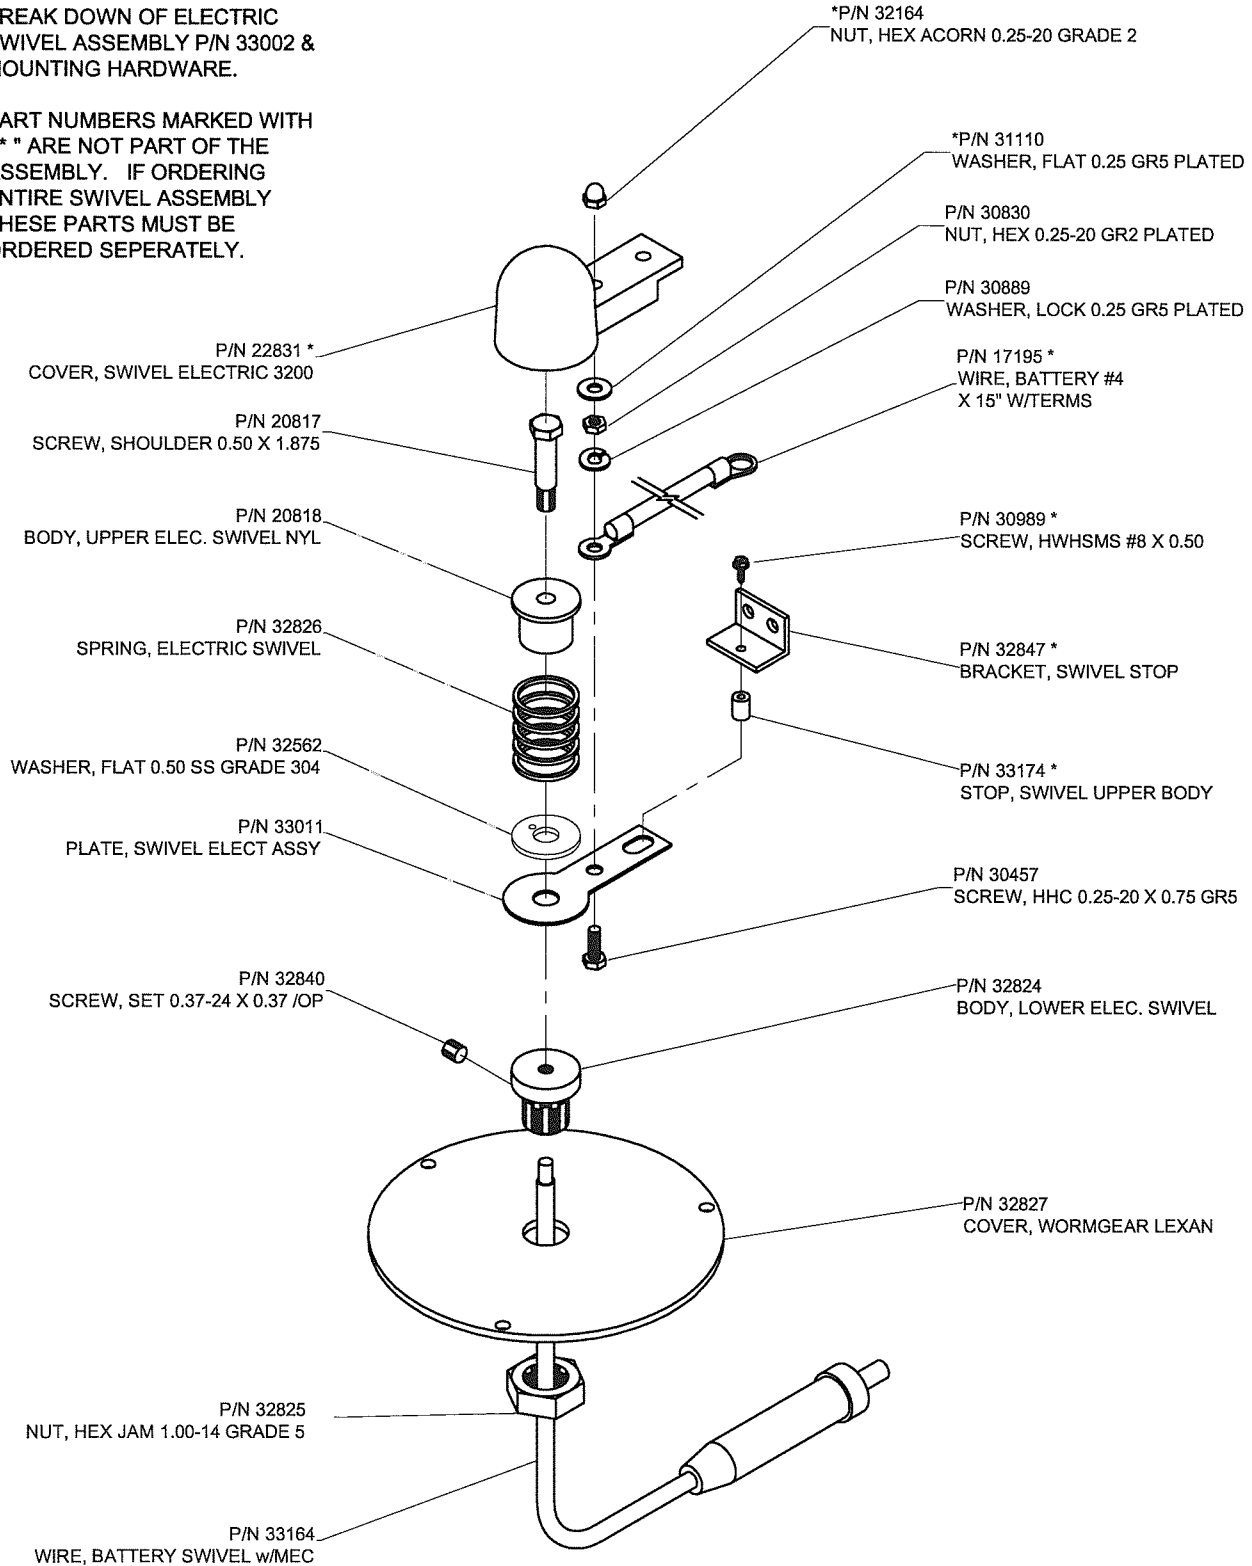 REAK DOWN OF ELECTRIC
WIVEL ASSEMBLY P/N 33002 &
OUNTING HARDWARE.
ART NUMBERS MARKED WITH
* " ARE NOT PART OF THE
SSEMBLY. IF ORDERING
NTIRE SWIVEL ASSEMBLY
HESE PARTS MUST BE
RDERED SEPERATELY.
*P/N 32164
NUT, HEX ACORN 0.25-20 GRADE 2
*P/N 31110
WASHER, FLAT 0.25 GR5 PLATED
P/N 30830
NUT, HEX 0.25-20 GR2 PLATED
P/N 30889
WASHER, LOCK 0.25 GR5 PLATED
P/N 22831 *
COVER, SWIVEL ELECTRIC 3200
P/N 17195 *
WIRE, BATTERY #4
X 15" W/TERMS
P/N 20817
SCREW, SHOULDER 0.50 X 1.875
P/N 20818
BODY, UPPER ELEC. SWIVEL NYL
P/N 30989 *
SCREW, HWHSMS #8 X 0.50
P/N 32826
SPRING, ELECTRIC SWIVEL
P/N 32847 *
BRACKET, SWIVEL STOP
P/N 32562
WASHER, FLAT 0.50 SS GRADE 304
P/N 33174 *
STOP, SWIVEL UPPER BODY
P/N 33011
PLATE, SWIVEL ELECT ASSY
P/N 30457
SCREW, HHC 0.25-20 X 0.75 GR5
P/N 32840
SCREW, SET 0.37-24 X 0.37 /OP
P/N 32824
BODY, LOWER ELEC. SWIVEL
P/N 32827
COVER, WORMGEAR LEXAN
P/N 32825
NUT, HEX JAM 1.00-14 GRADE 5
P/N 33164
WIRE, BATTERY SWIVEL w/MEC